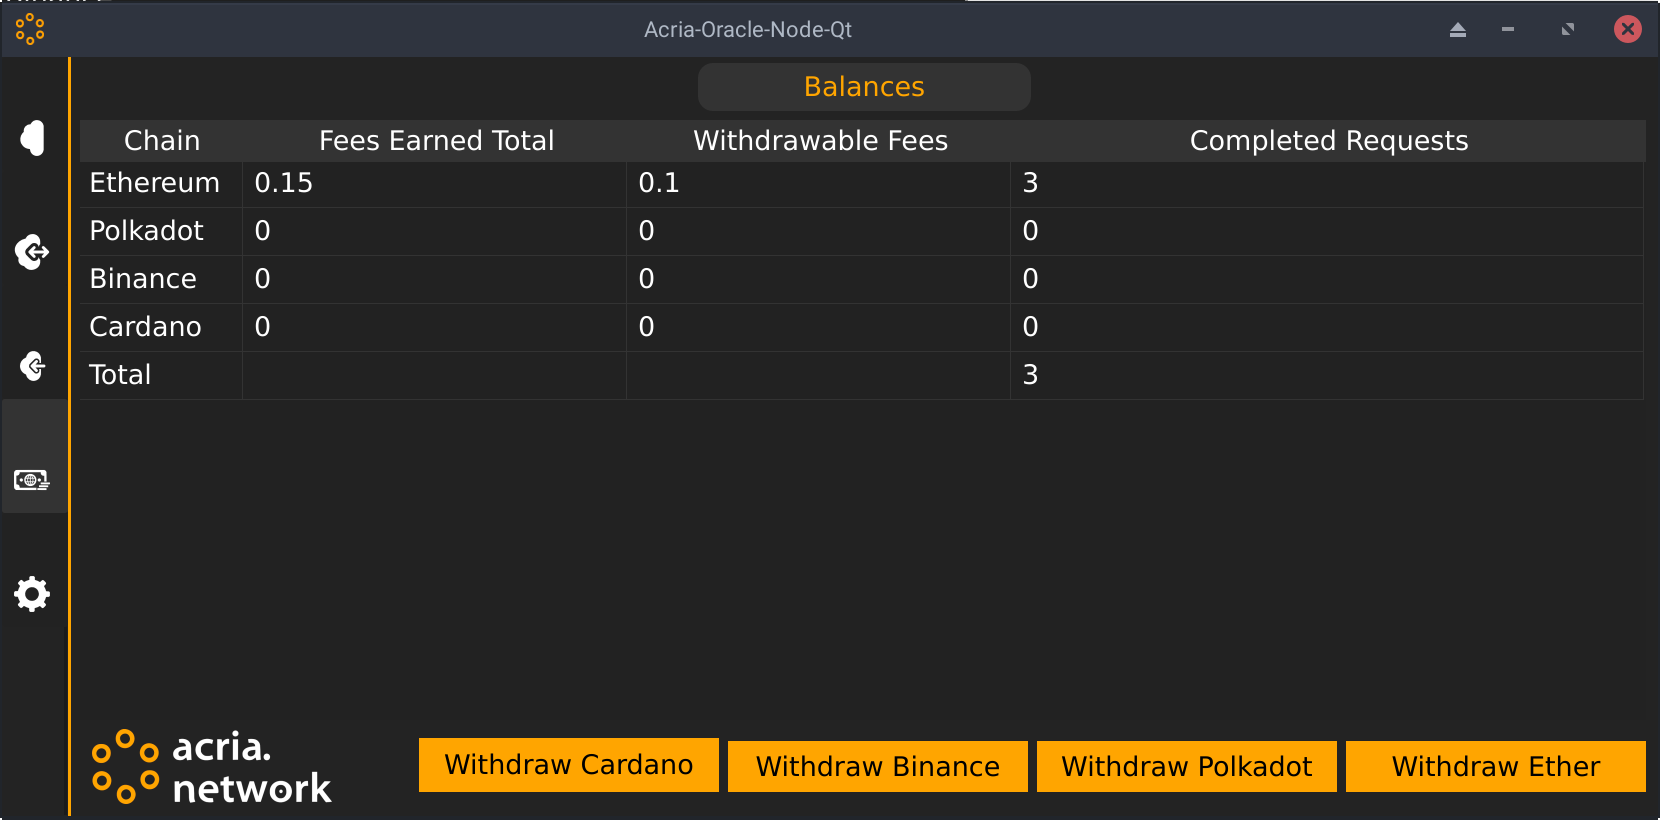 Acria-Oracle-Node-Qt
Balances
Chain Fees Earned Total Withdrawable Fees Completed Requests
Ethereum 0.15 0.1 3
Polkadot 0 0 0
Binance 0 0 0
Cardano 0 0 0
Total 3
acria.
network
Withdraw Cardano Withdraw Binance Withdraw Polkadot Withdraw Ether